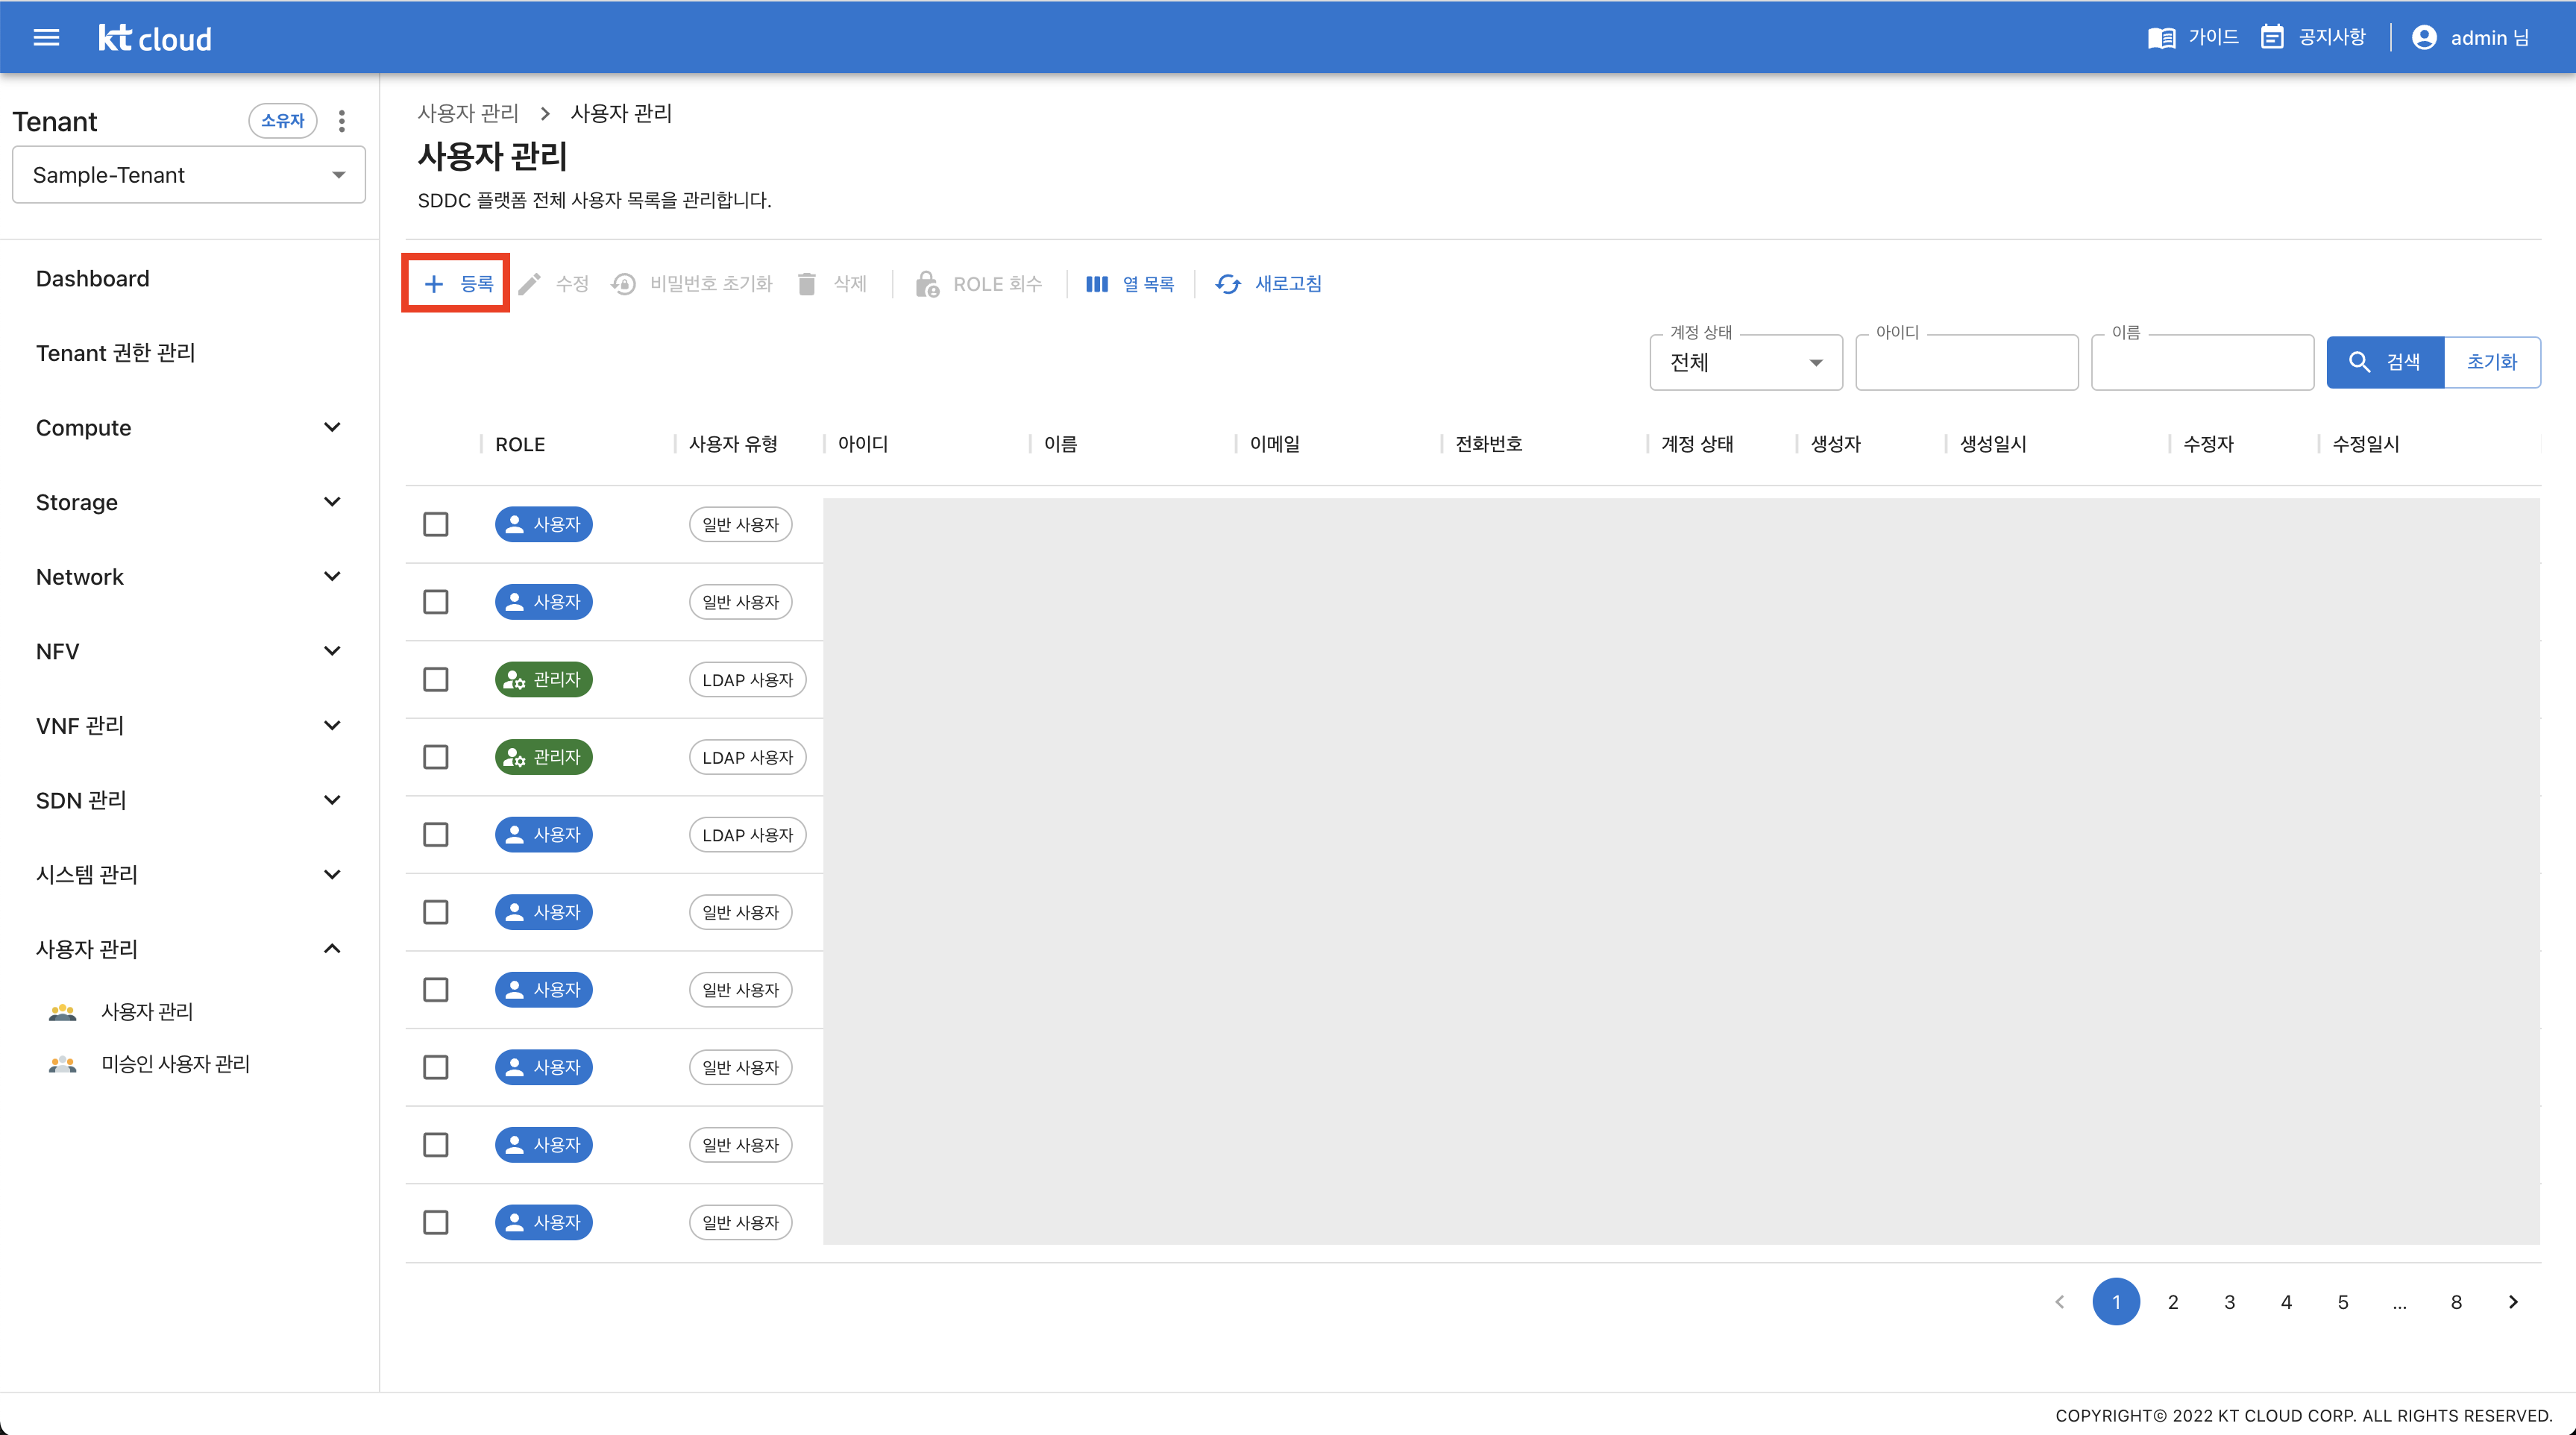 kt cloud
가이드
공지사항
admin 님
Tenant
소유자
Sample-Tenant
Dashboard
Tenant 권한 관리
Compute
Storage
Network
NFV
VNF 관리
SDN 관리
시스템 관리
사용자 관리
사용자 관리
미승인 사용자 관리
사용자 관리 > 사용자 관리
사용자 관리
SDDC 플랫폼 전체 사용자 목록을 관리합니다.
등록 수정 비밀번호 초기화 삭제 ROLE 회수 열 목록 새로고침
계정 상태 아이디 이름
전체 검색 초기화
ROLE 사용자 유형 아이디 이름 이메일 전화번호 계정 상태 생성자 생성일시 수정자 수정일시
사용자 일반 사용자
사용자 일반 사용자
관리자 LDAP 사용자
관리자 LDAP 사용자
사용자 LDAP 사용자
사용자 일반 사용자
사용자 일반 사용자
사용자 일반 사용자
사용자 일반 사용자
사용자 일반 사용자
1 2 3 4 5 ... 8
COPYRIGHT© 2022 KT CLOUD CORP. ALL RIGHTS RESERVED.